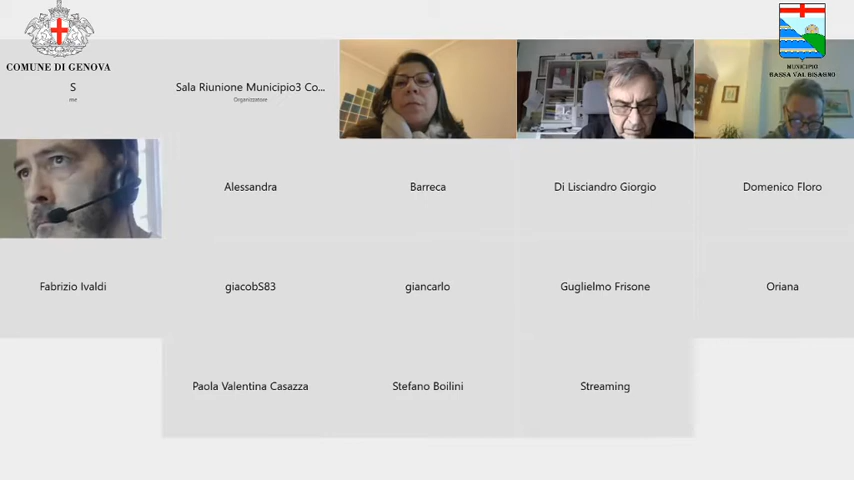 COMUNE DI GENOVA
MUNICIPIO
BASSA VAL BISAGNO
S
Sala Riunione Municipio3 Co...
Organizzatore
Alessandra
Barreca
Di Lisciandro Giorgio
Domenico Floro
Fabrizio Ivaldi
giacobS83
giancarlo
Guglielmo Frisone
Oriana
Paola Valentina Casazza
Stefano Boilini
Streaming